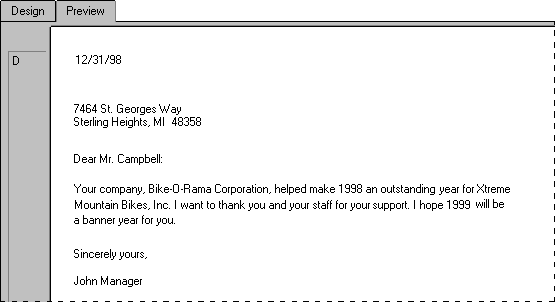 Design Preview
D
12/31/98
7464 St. Georges Way
Sterling Heights, MI  48358
Dear Mr. Campbell:
Your company, Bike-O-Rama Corporation, helped make 1998 an outstanding year for Xtreme
Mountain Bikes, Inc. I want to thank you and your staff for your support. I hope 1999 will be
a banner year for you.
Sincerely yours,
John Manager